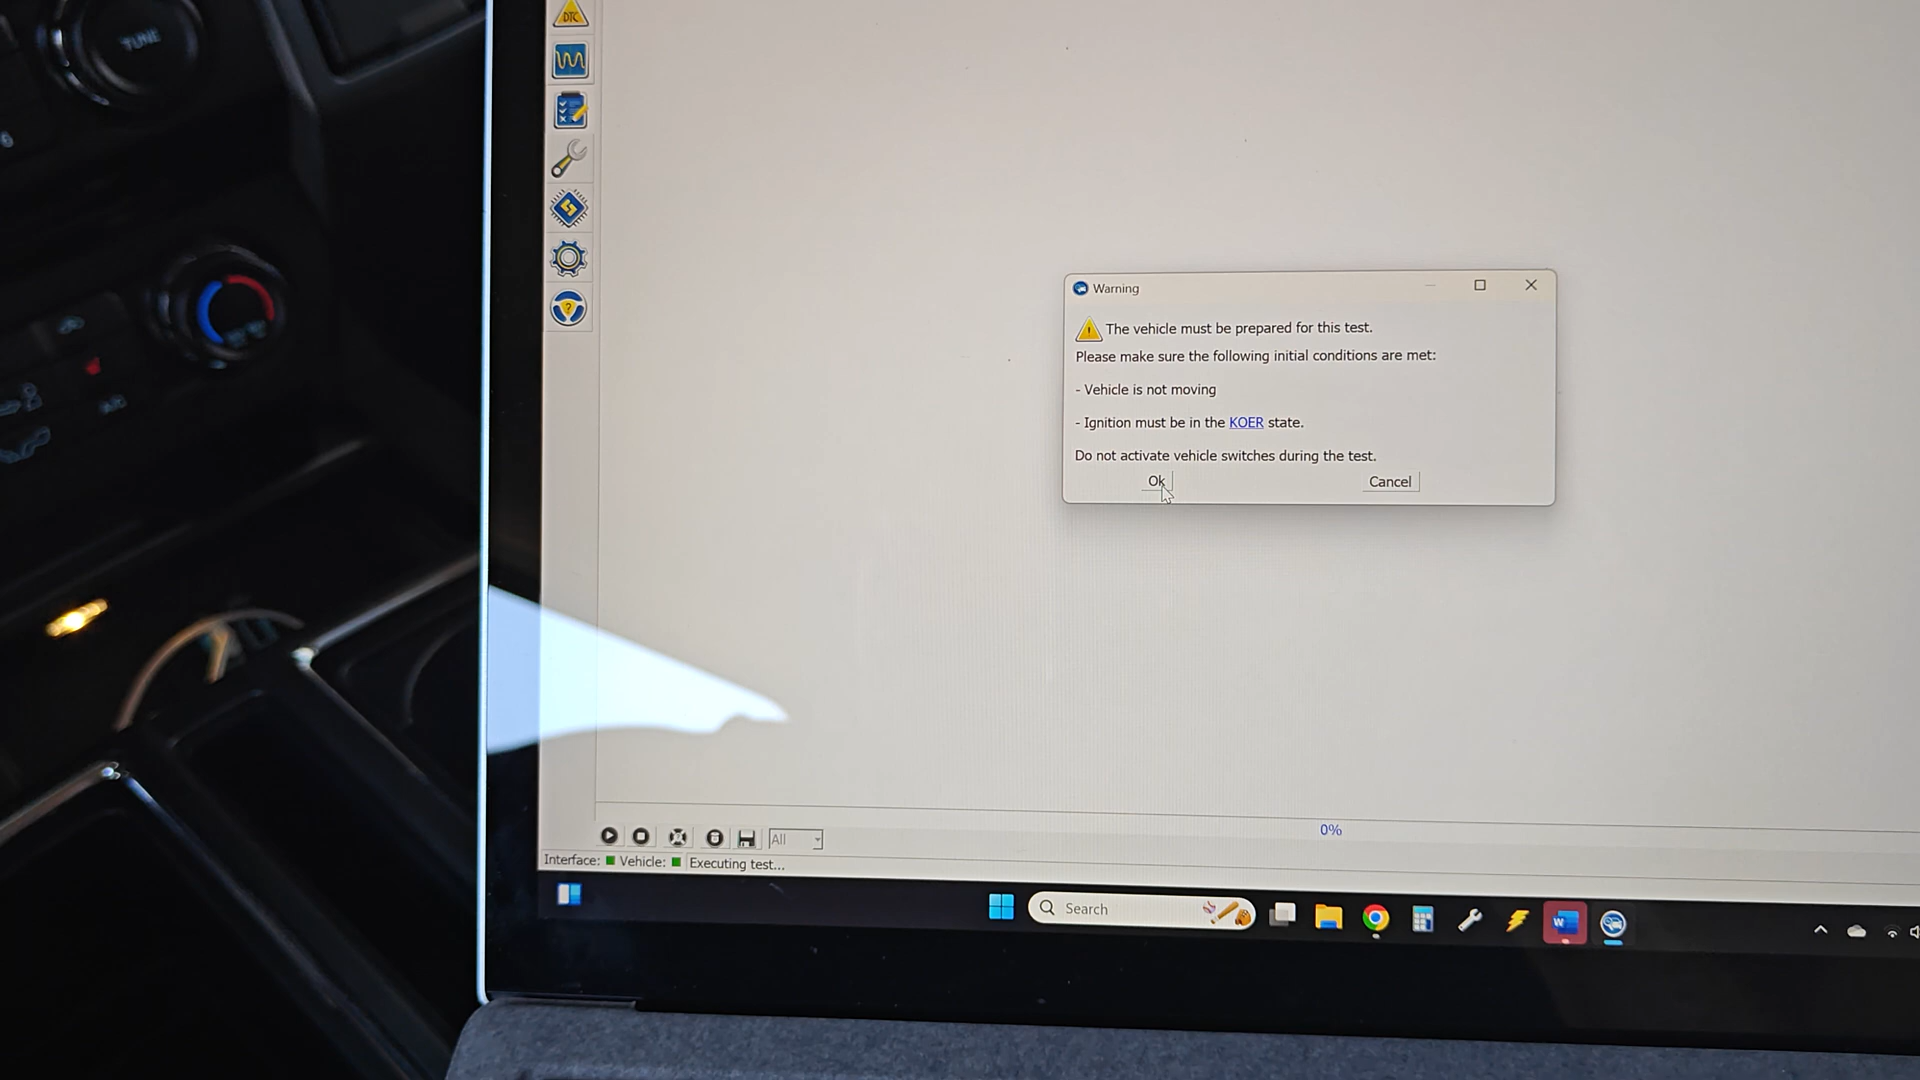 TUNE
DTC
A/C
Warning
The vehicle must be prepared for this test.
Please make sure the following initial conditions are met:
- Vehicle is not moving
- Ignition must be in the KOER state.
Do not activate vehicle switches during the test.
Ok
Cancel
0%
All
Interface: Vehicle: Executing test...
Search
W